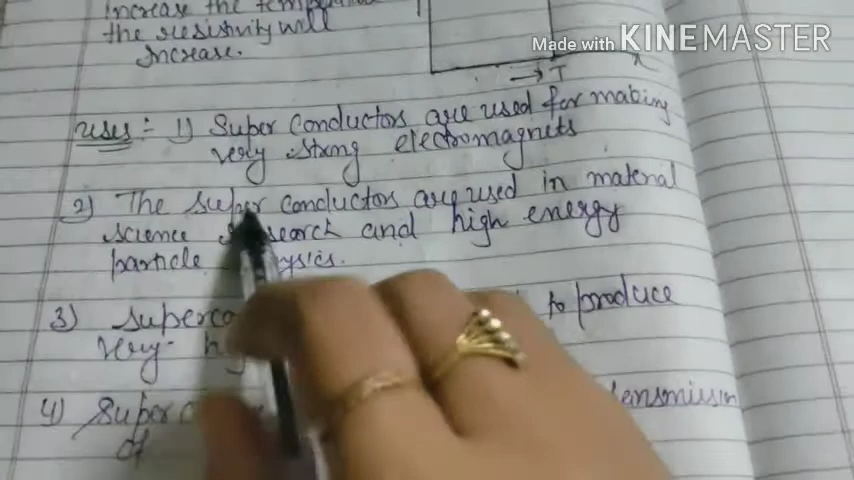 increase the
the resistivity will
increase.
Made with KINEMASTER
→ T
uses :- 1) Super conductors are used for making
very strong electromagnets
2) The super conductors are used in material
science research and high energy
particle physics.
3) to produce
very
4) Super
of